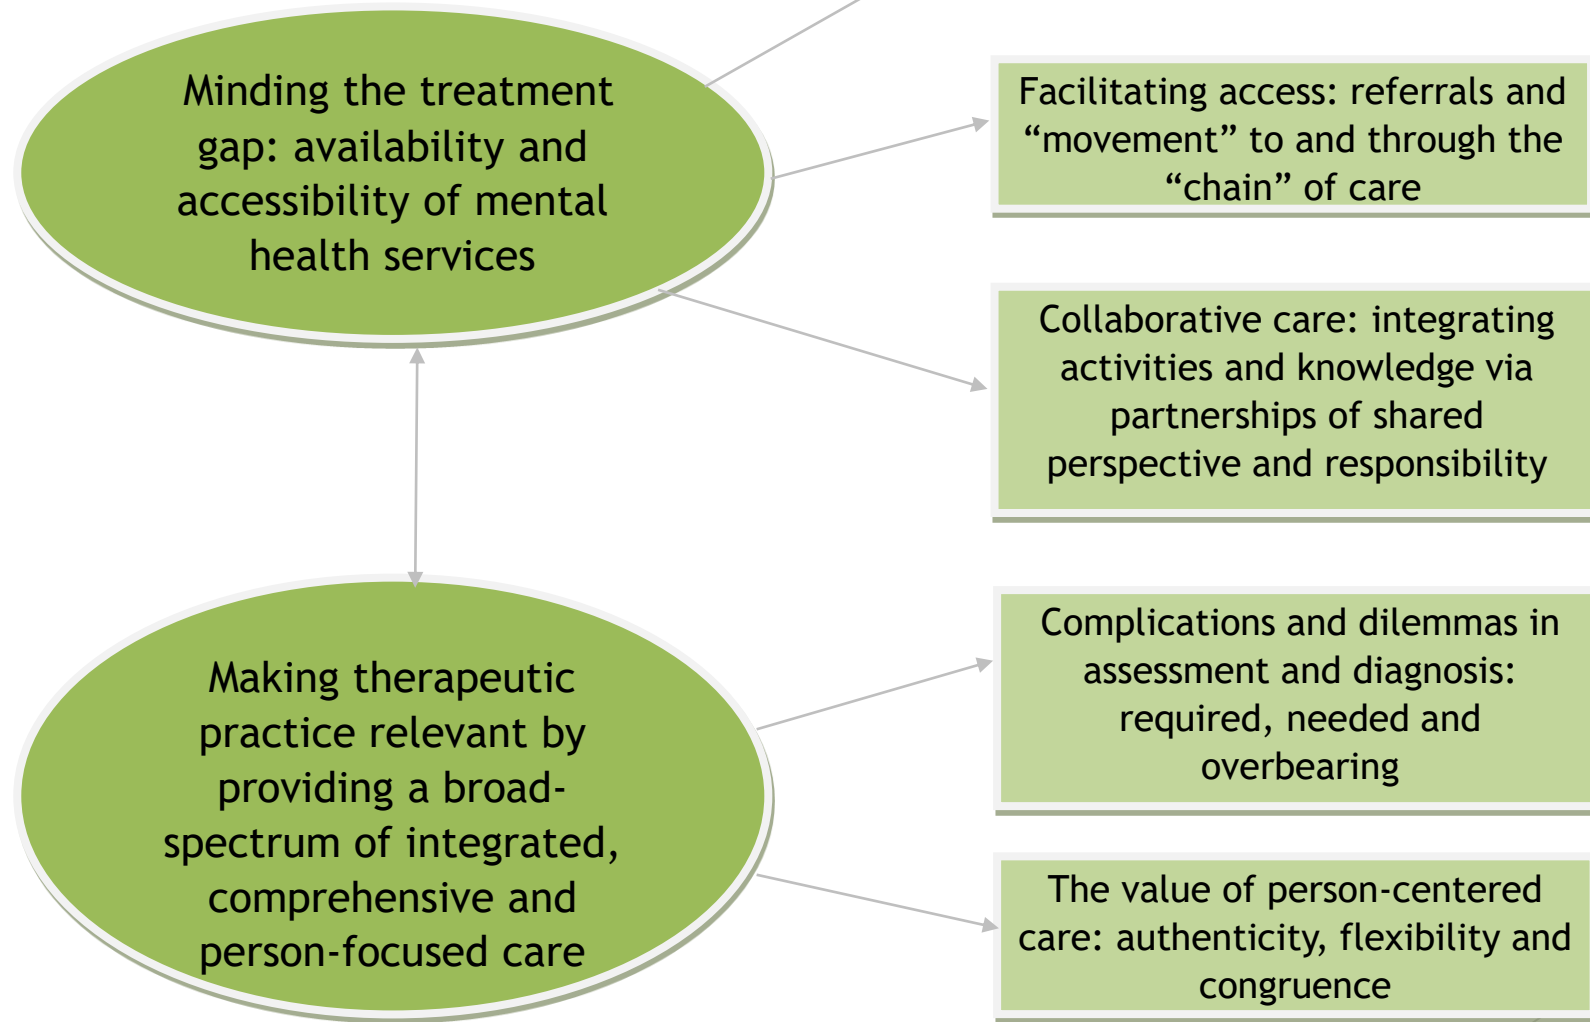 Minding the treatment
gap: availability and
accessibility of mental
health services
Facilitating access: referrals and
“movement” to and through the
“chain” of care
Collaborative care: integrating
activities and knowledge via
partnerships of shared
perspective and responsibility
Making therapeutic
practice relevant by
providing a broad-
spectrum of integrated,
comprehensive and
person-focused care
Complications and dilemmas in
assessment and diagnosis:
required, needed and
overbearing
The value of person-centered
care: authenticity, flexibility and
congruence